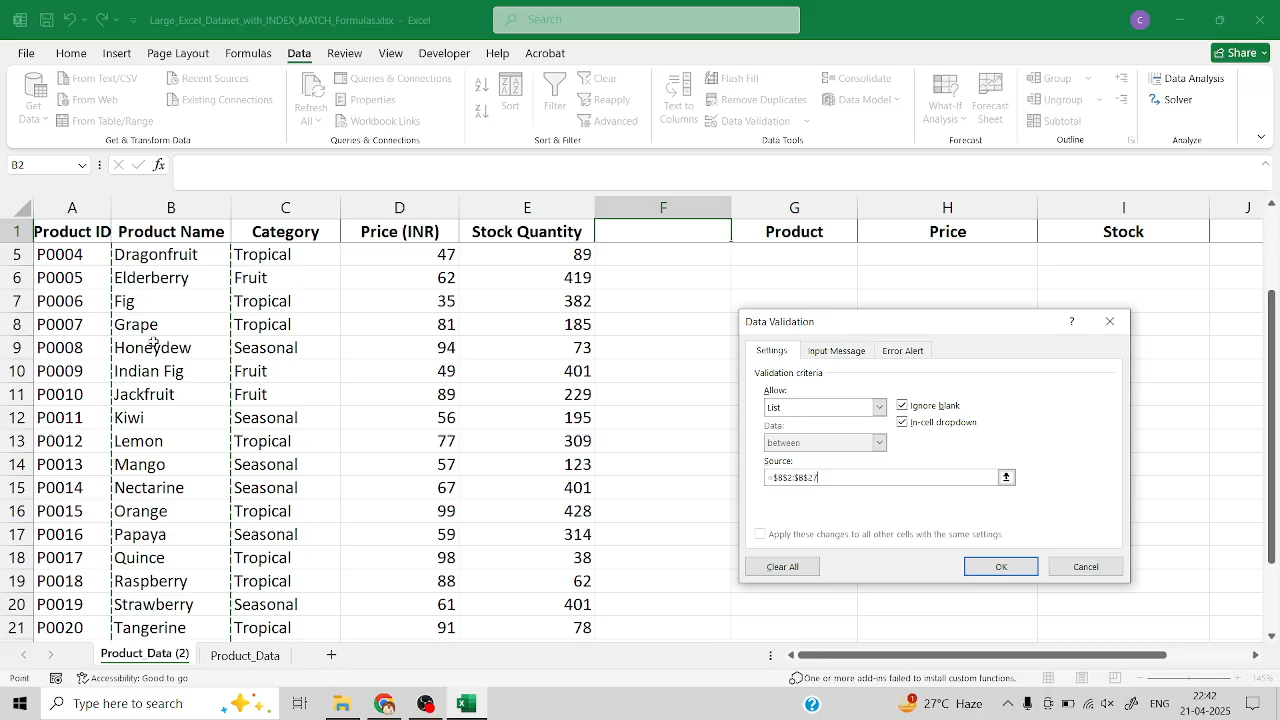 Large_Excel_Dataset_with_INDEX_MATCH_Formulas.xlsx - Excel
Search
C
File Home Insert Page Layout Formulas Data Review View Developer Help Acrobat
Share
Get Data
From Text/CSV
From Web
From Table/Range
Recent Sources
Existing Connections
Get & Transform Data
Refresh All
Queries & Connections
Properties
Workbook Links
Queries & Connections
Sort
Filter
Clear
Reapply
Advanced
Sort & Filter
Text to Columns
Flash Fill
Remove Duplicates
Data Validation
Consolidate
Data Model
Data Tools
What-If Analysis
Forecast Sheet
Forecast
Group
Ungroup
Subtotal
Outline
Data Analysis
Solver
Analyze
B2
fx
A B C D E F G H I J
1 Product ID Product Name Category Price (INR) Stock Quantity Product Price Stock
5 P0004 Dragonfruit Tropical 47 89
6 P0005 Elderberry Fruit 62 419
7 P0006 Fig Tropical 35 382
8 P0007 Grape Tropical 81 185
9 P0008 Honeydew Seasonal 94 73
10 P0009 Indian Fig Fruit 49 401
11 P0010 Jackfruit Fruit 89 229
12 P0011 Kiwi Seasonal 56 195
13 P0012 Lemon Tropical 77 309
14 P0013 Mango Seasonal 57 123
15 P0014 Nectarine Seasonal 67 401
16 P0015 Orange Tropical 99 428
17 P0016 Papaya Seasonal 59 314
18 P0017 Quince Tropical 98 38
19 P0018 Raspberry Tropical 88 62
20 P0019 Strawberry Seasonal 61 401
21 P0020 Tangerine Tropical 91 78
Data Validation
?
Settings Input Message Error Alert
Validation criteria
Allow:
List
Ignore blank
In-cell dropdown
Data:
between
Source:
=$B$2:$B$27
Apply these changes to all other cells with the same settings
Clear All OK Cancel
Product_Data (2) Product_Data
Point
Accessibility: Good to go
One or more add-ins failed to install custom functions.
145%
Type here to search
1
27°C Haze
ENG
22:42
21-04-2025